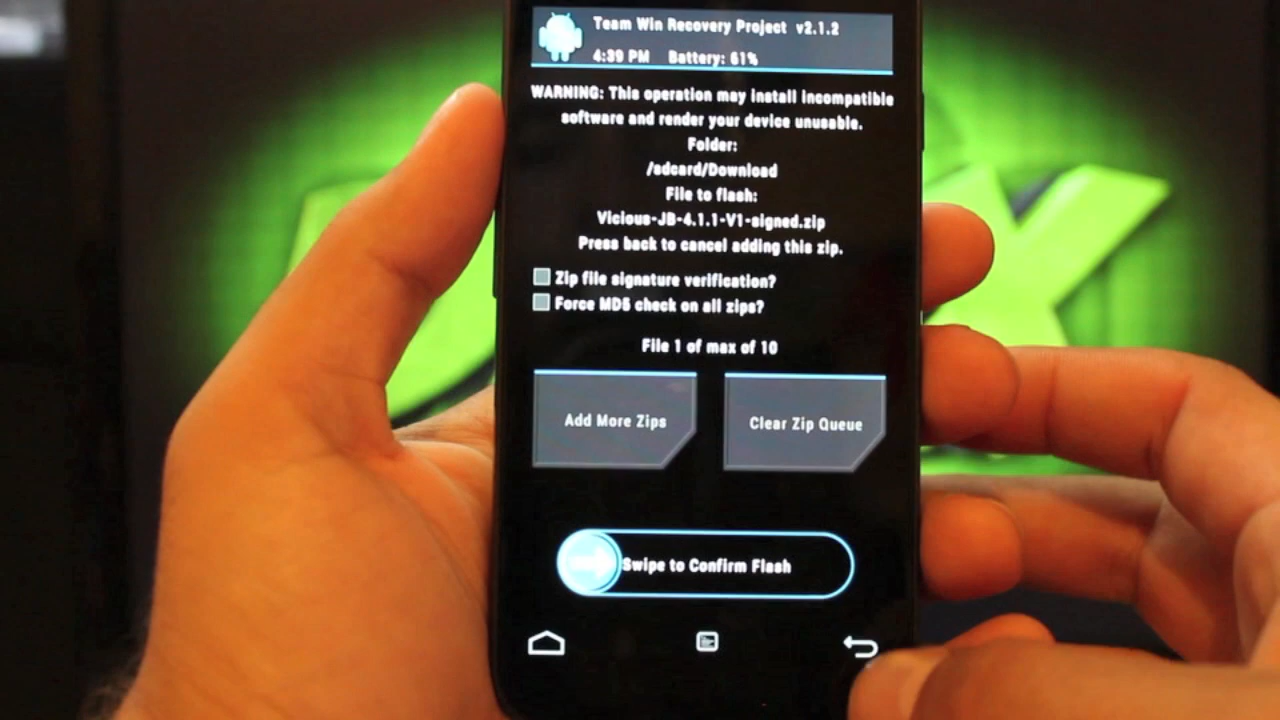 Team Win Recovery Project v2.1.2
4:39 PM Battery: 61%
WARNING: This operation may install incompatible
software and render your device unusable.
Folder:
/sdcard/Download
File to flash:
Vicious-JB-4.1.1-V1-signed.zip
Press back to cancel adding this zip.
Zip file signature verification?
Force MD5 check on all zips?
File 1 of max of 10
Add More Zips
Clear Zip Queue
Swipe to Confirm Flash